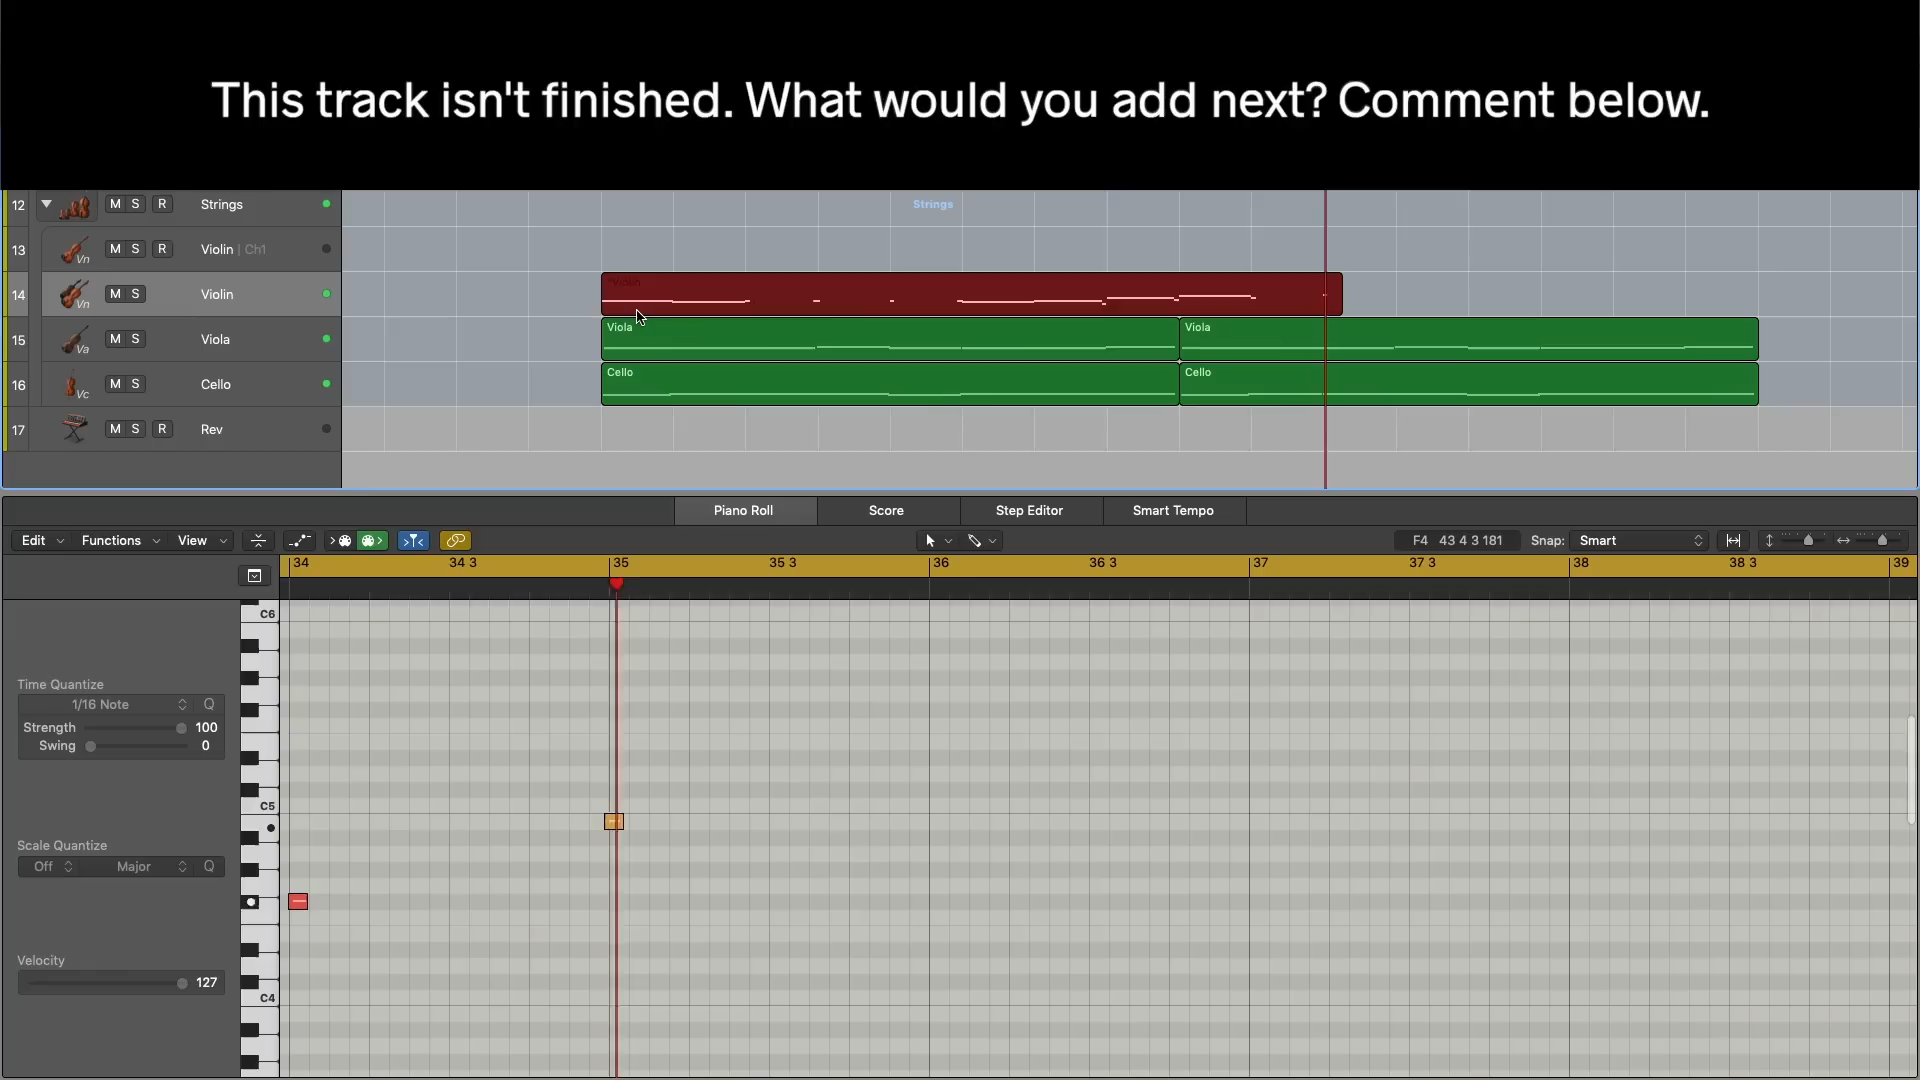 This track isn't finished. What would you add next? Comment below.
12 M S R Strings Strings
13 Vn M S R Violin | Ch1
14 Vn M S Violin
15 Va M S Viola Viola Viola
16 Vc M S Cello Cello Cello
17 M S R Rev
Piano Roll Score Step Editor Smart Tempo
Edit Functions View F4 43 4 3 181 Snap: Smart
34 34 3 35 35 3 36 36 3 37 37 3 38 38 3 39
C6
Time Quantize
1/16 Note Q
Strength 100
Swing 0
C5
Scale Quantize
Off Major Q
Velocity
127
C4